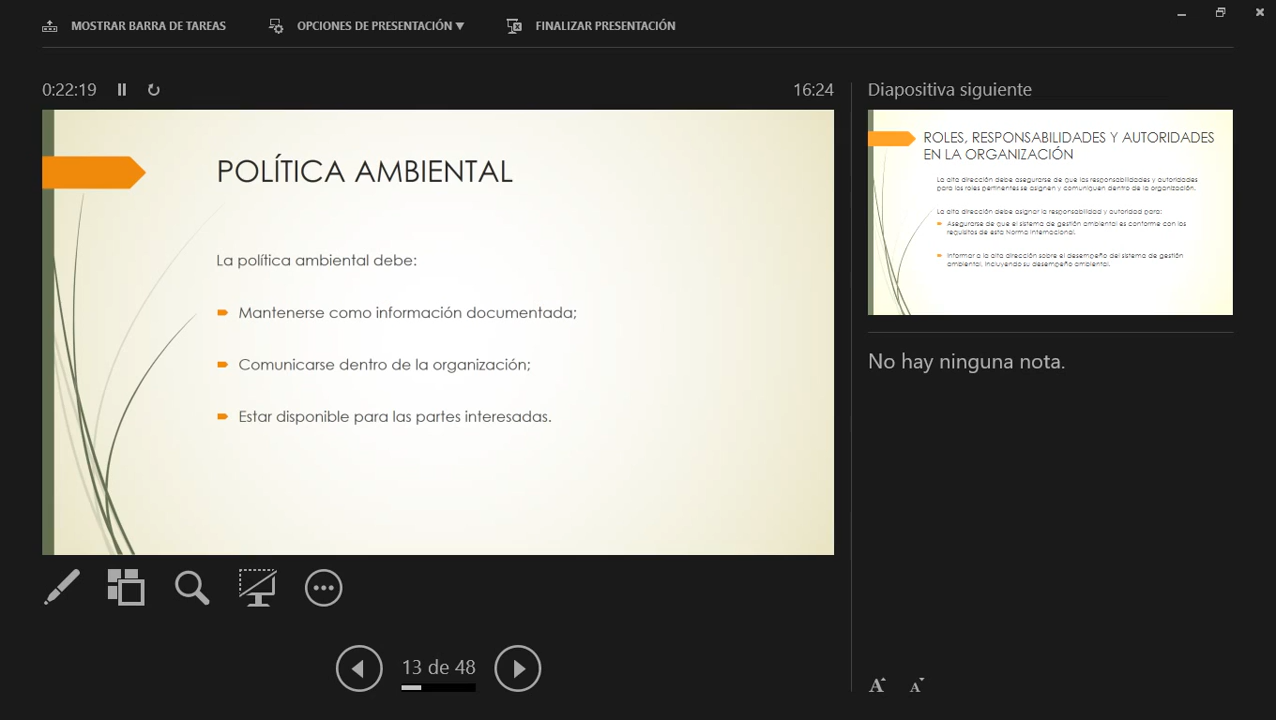 MOSTRAR BARRA DE TAREAS
OPCIONES DE PRESENTACIÓN
FINALIZAR PRESENTACIÓN
0:22:19
16:24
POLÍTICA AMBIENTAL
La política ambiental debe:
Mantenerse como información documentada;
Comunicarse dentro de la organización;
Estar disponible para las partes interesadas.
13 de 48
Diapositiva siguiente
ROLES, RESPONSABILIDADES Y AUTORIDADES
EN LA ORGANIZACIÓN
La alta dirección debe asegurarse de que las responsabilidades y autoridades
para los roles pertinentes se asignen y comuniquen dentro de la organización.
La alta dirección debe asignar la responsabilidad y autoridad para:
Asegurarse de que el sistema de gestión ambiental es conforme con los
requisitos de esta Norma Internacional.
Informar a la alta dirección sobre el desempeño del sistema de gestión
ambiental, incluyendo su desempeño ambiental.
No hay ninguna nota.
A A